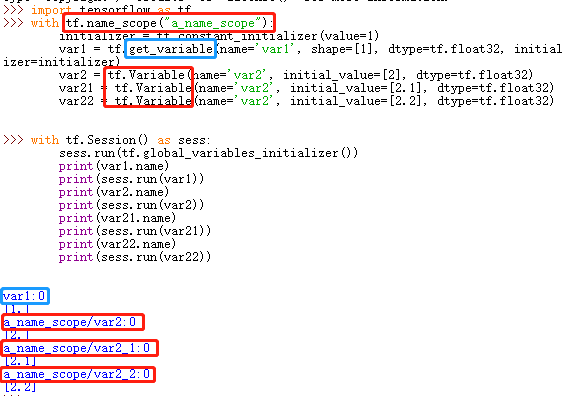 >>> import tensorflow as tf
>>> with tf.name_scope("a_name_scope"):
initializer = tf.constant_initializer(value=1)
var1 = tf.get_variable(name='var1', shape=[1], dtype=tf.float32, initial
izer=initializer)
var2 = tf.Variable(name='var2', initial_value=[2], dtype=tf.float32)
var21 = tf.Variable(name='var2', initial_value=[2.1], dtype=tf.float32)
var22 = tf.Variable(name='var2', initial_value=[2.2], dtype=tf.float32)
>>> with tf.Session() as sess:
sess.run(tf.global_variables_initializer())
print(var1.name)
print(sess.run(var1))
print(var2.name)
print(sess.run(var2))
print(var21.name)
print(sess.run(var21))
print(var22.name)
print(sess.run(var22))
var1:0
[1.]
a_name_scope/var2:0
[2.]
a_name_scope/var2_1:0
[2.1]
a_name_scope/var2_2:0
[2.2]